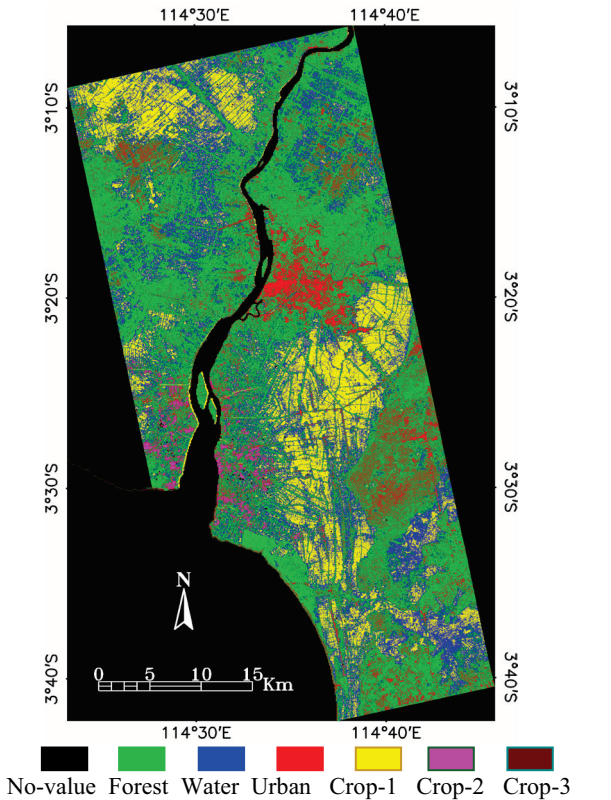 114°30'E 114°40'E
3°10'S 3°10'S
3°20'S 3°20'S
3°30'S 3°30'S
N
0 5 10 15 Km
3°40'S 3°40'S
114°30'E 114°40'E
No-value Forest Water Urban Crop-1 Crop-2 Crop-3